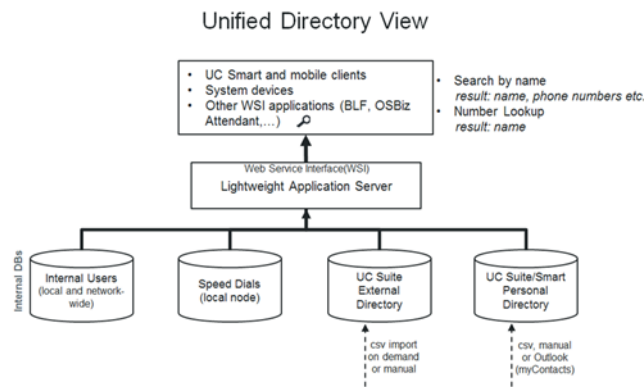 Unified Directory View
• UC Smart and mobile clients
• System devices
• Other WSI applications (BLF, OSBiz
Attendant,…)
• Search by name
result: name, phone numbers etc.
• Number Lookup
result: name
Web Service Interface(WSI)
Lightweight Application Server
Internal DBs
Internal Users
(local and network-
wide)
Speed Dials
(local node)
UC Suite
External
Directory
UC Suite/Smart
Personal
Directory
csv import
on demand
or manual
csv, manual
or Outlook
(myContacts)